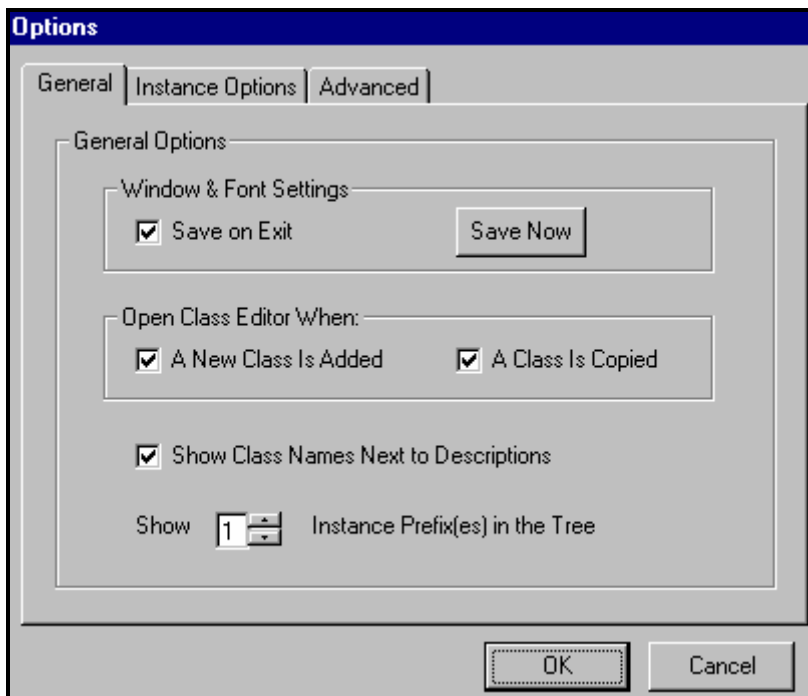 Options
General Instance Options Advanced
General Options
Window & Font Settings
Save on Exit Save Now
Open Class Editor When:
A New Class Is Added A Class Is Copied
Show Class Names Next to Descriptions
Show 1 Instance Prefix(es) in the Tree
OK Cancel